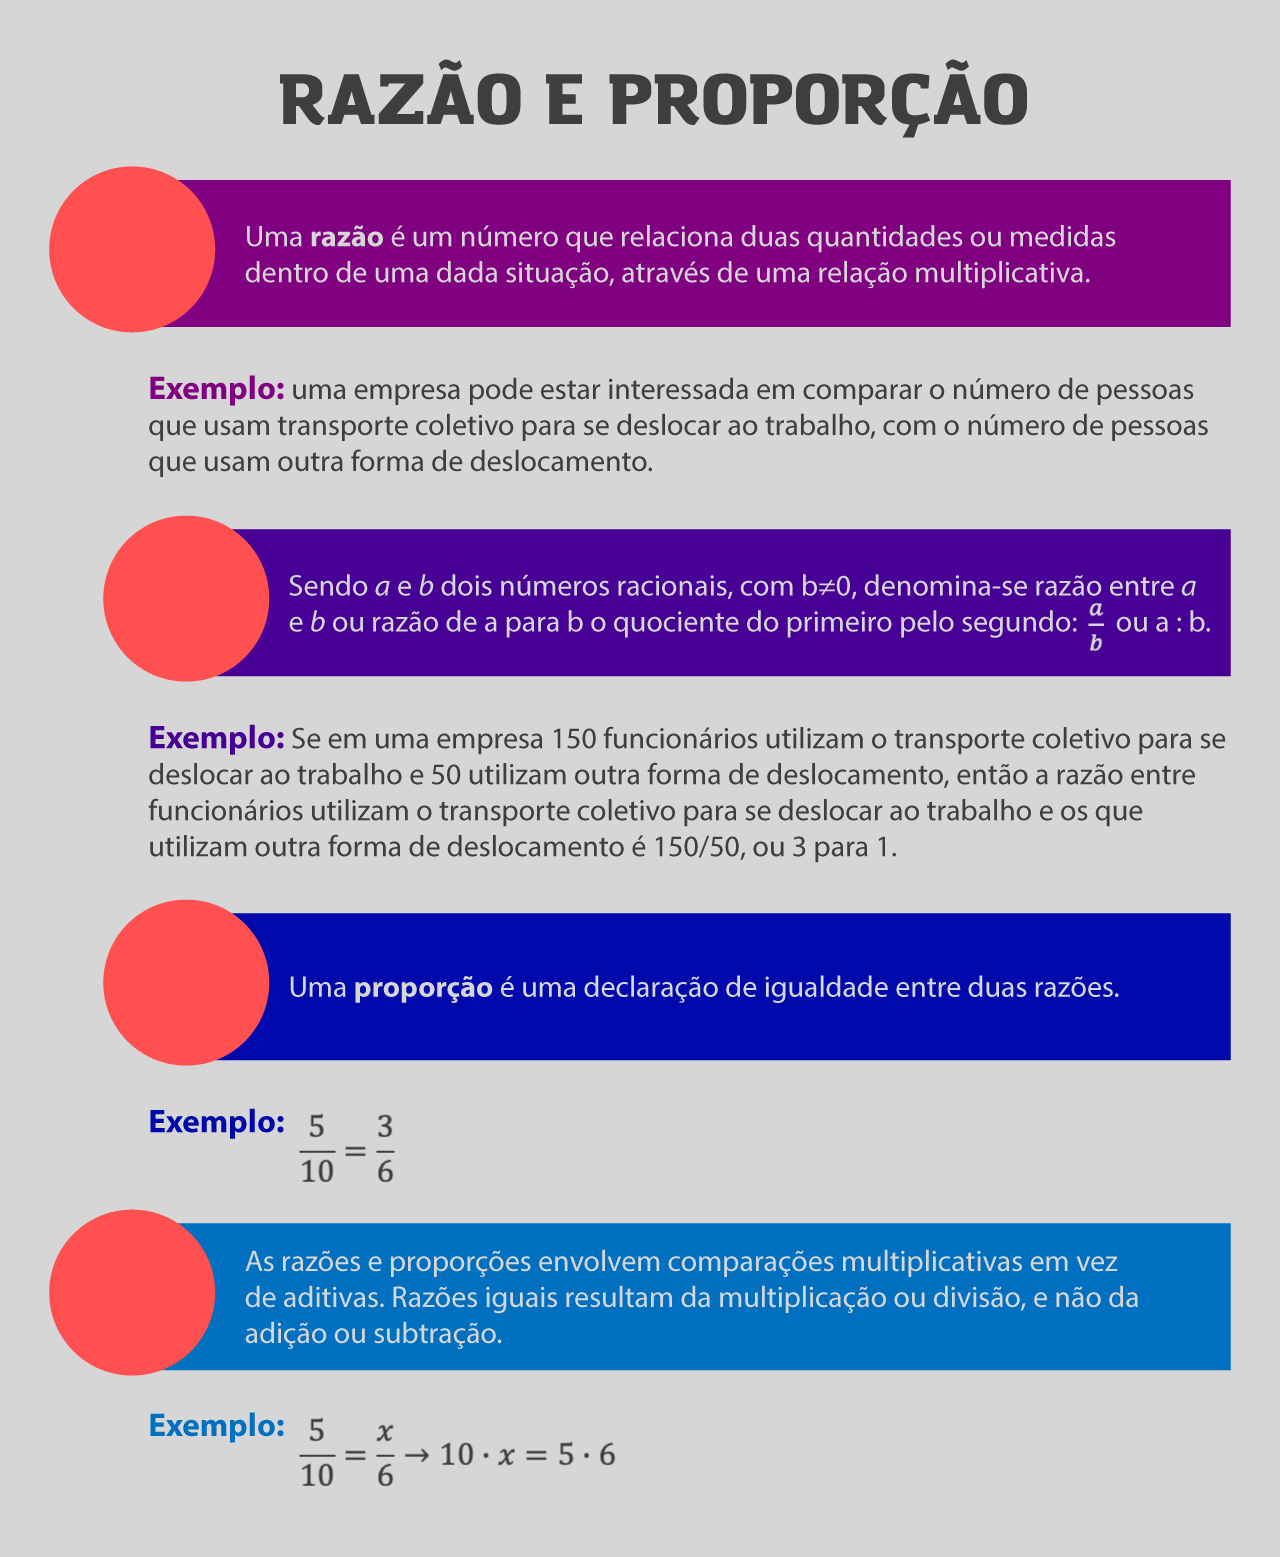 RAZÃO E PROPORÇÃO
Uma razão é um número que relaciona duas quantidades ou medidas
dentro de uma dada situação, através de uma relação multiplicativa.
Exemplo: uma empresa pode estar interessada em comparar o número de pessoas
que usam transporte coletivo para se deslocar ao trabalho, com o número de pessoas
que usam outra forma de deslocamento.
Sendo a e b dois números racionais, com b≠0, denomina-se razão entre a
e b ou razão de a para b o quociente do primeiro pelo segundo: a/b ou a : b.
Exemplo: Se em uma empresa 150 funcionários utilizam o transporte coletivo para se
deslocar ao trabalho e 50 utilizam outra forma de deslocamento, então a razão entre
funcionários utilizam o transporte coletivo para se deslocar ao trabalho e os que
utilizam outra forma de deslocamento é 150/50, ou 3 para 1.
Uma proporção é uma declaração de igualdade entre duas razões.
Exemplo: 5/10 = 3/6
As razões e proporções envolvem comparações multiplicativas em vez
de aditivas. Razões iguais resultam da multiplicação ou divisão, e não da
adição ou subtração.
Exemplo: 5/10 = x/6 → 10 · x = 5 · 6